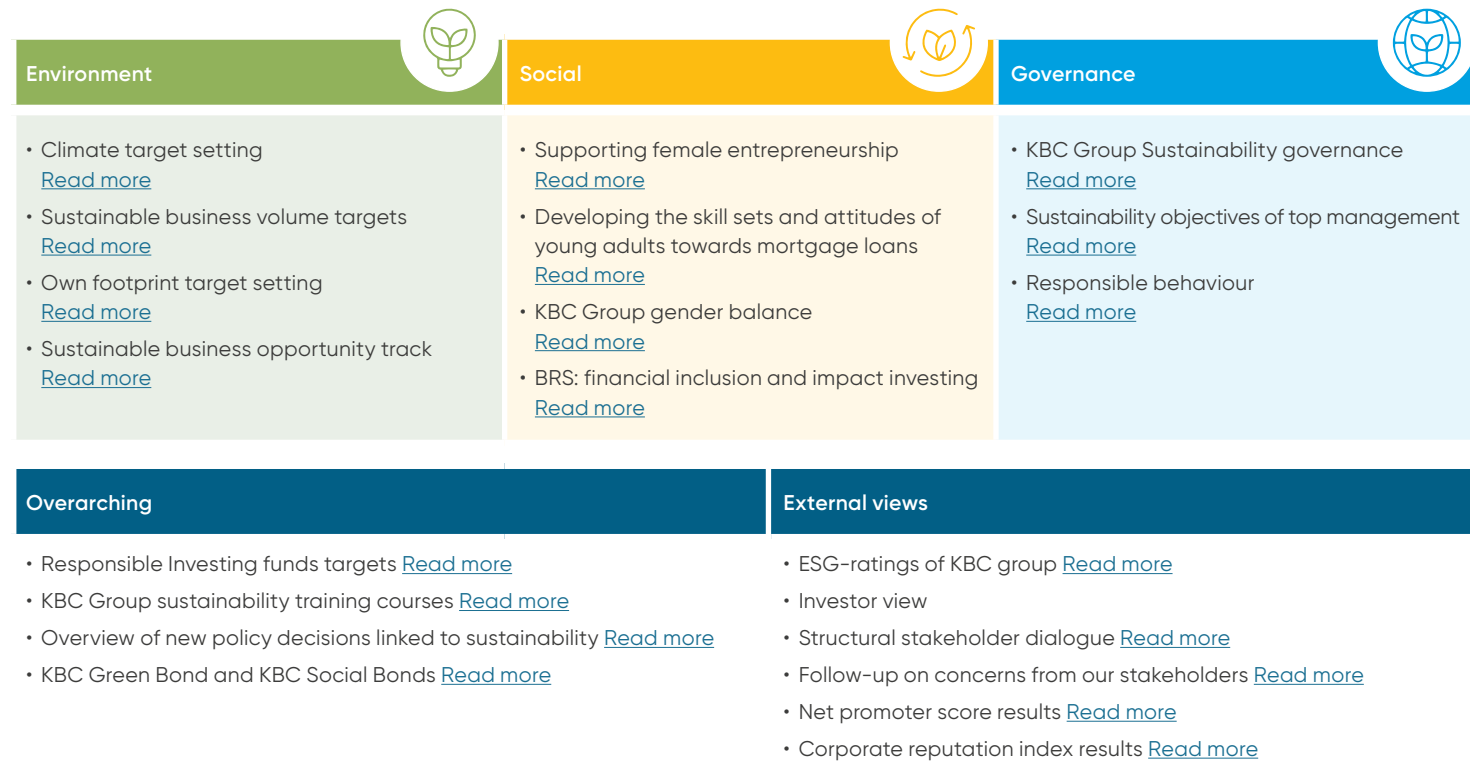 Environment
• Climate target setting
Read more
• Sustainable business volume targets
Read more
• Own footprint target setting
Read more
• Sustainable business opportunity track
Read more
Social
• Supporting female entrepreneurship
Read more
• Developing the skill sets and attitudes of
young adults towards mortgage loans
Read more
• KBC Group gender balance
Read more
• BRS: financial inclusion and impact investing
Read more
Governance
• KBC Group Sustainability governance
Read more
• Sustainability objectives of top management
Read more
• Responsible behaviour
Read more
Overarching
• Responsible Investing funds targets Read more
• KBC Group sustainability training courses Read more
• Overview of new policy decisions linked to sustainability Read more
• KBC Green Bond and KBC Social Bonds Read more
External views
• ESG-ratings of KBC group Read more
• Investor view
• Structural stakeholder dialogue Read more
• Follow-up on concerns from our stakeholders Read more
• Net promoter score results Read more
• Corporate reputation index results Read more